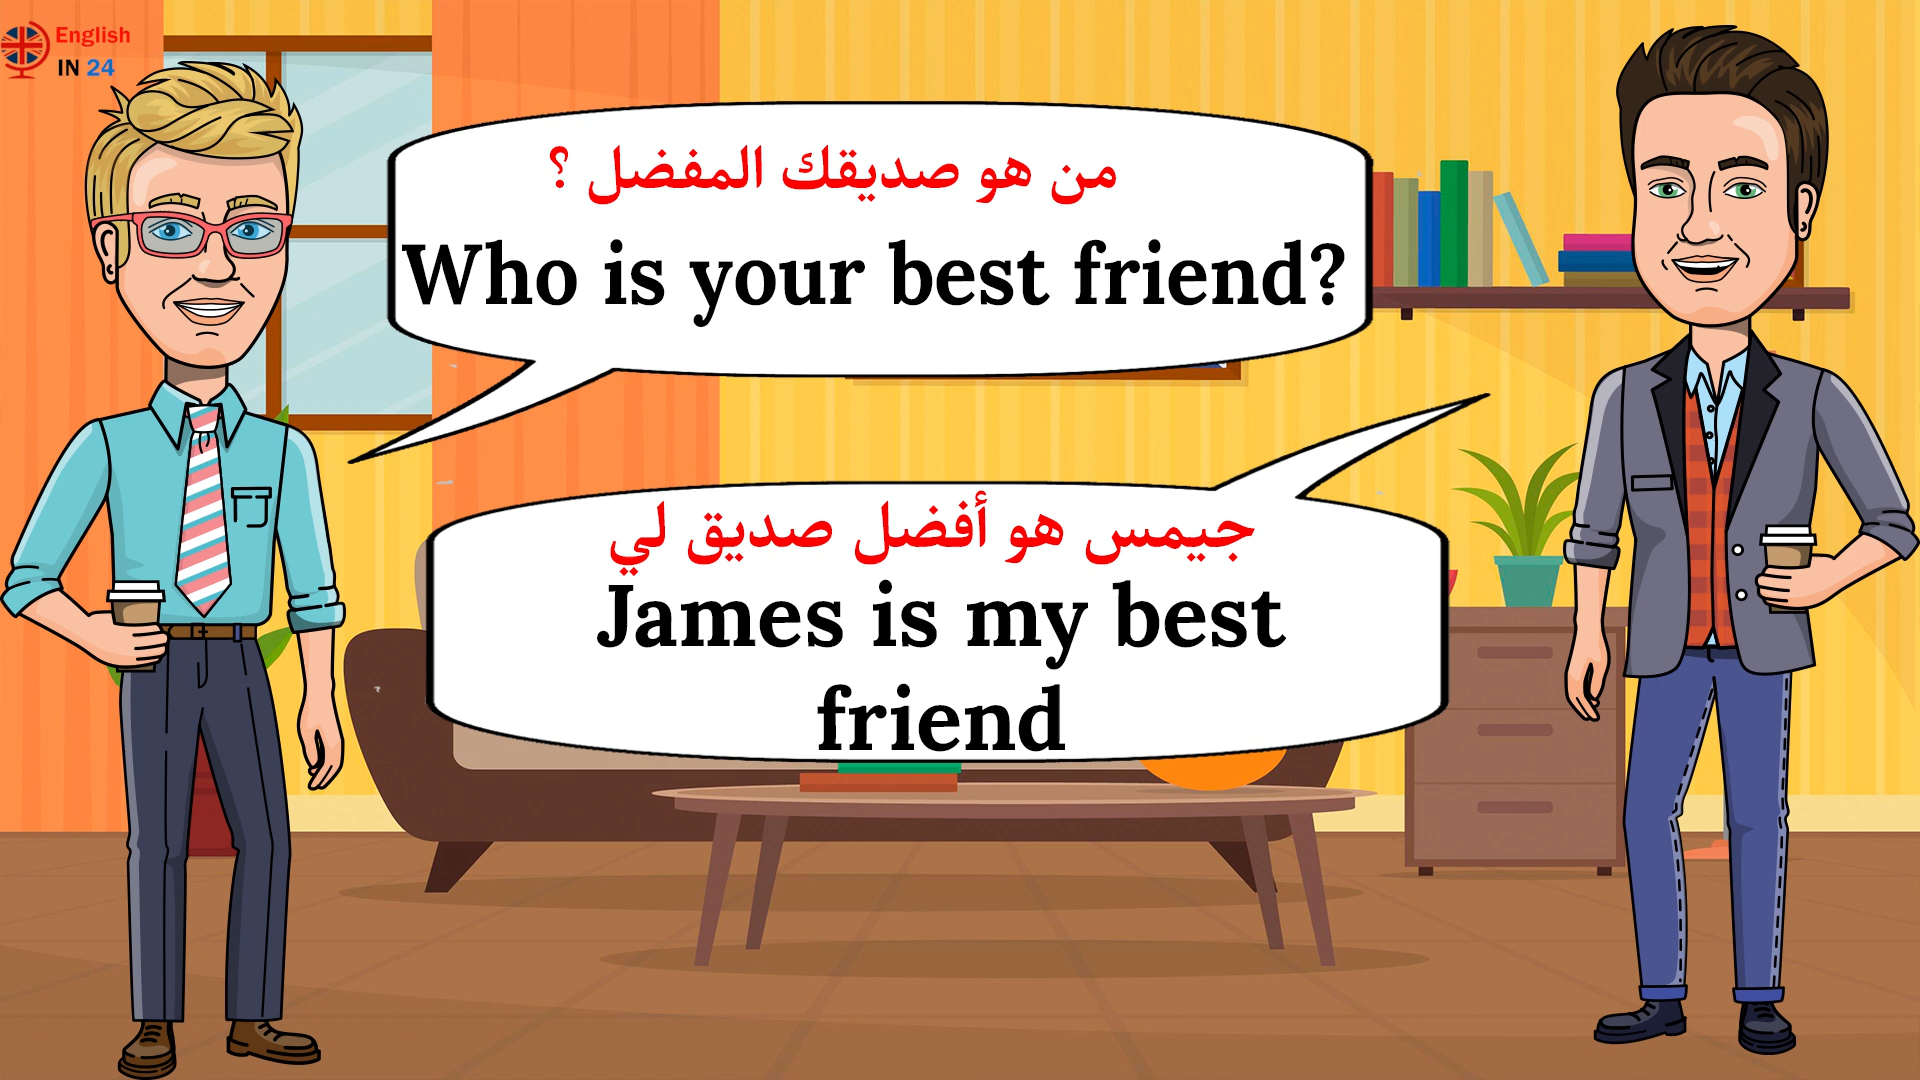 English
IN 24
من هو صديقك المفضل ؟
Who is your best friend?
جيمس هو أفضل صديق لي
James is my best
friend